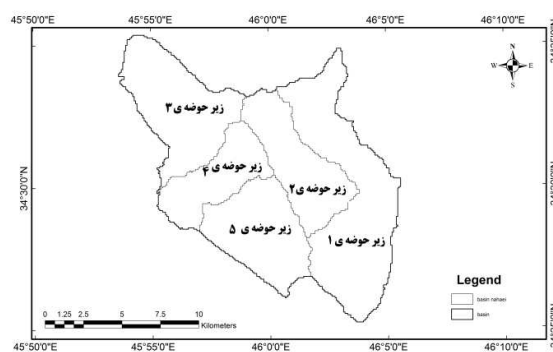 45°50'0"E 45°55'0"E 46°0'0"E 46°5'0"E 46°10'0"E
N
W E
S
زیر حوضه ی ۳
زیر حوضه ی ۴
زیر حوضه ی ۲
34°30'0"N
زیر حوضه ی ۵
زیر حوضه ی ۱
Legend
basin nahaei
basin
0 1.25 2.5 5 7.5 10
Kilometers
45°50'0"E 45°55'0"E 46°0'0"E 46°5'0"E 46°10'0"E